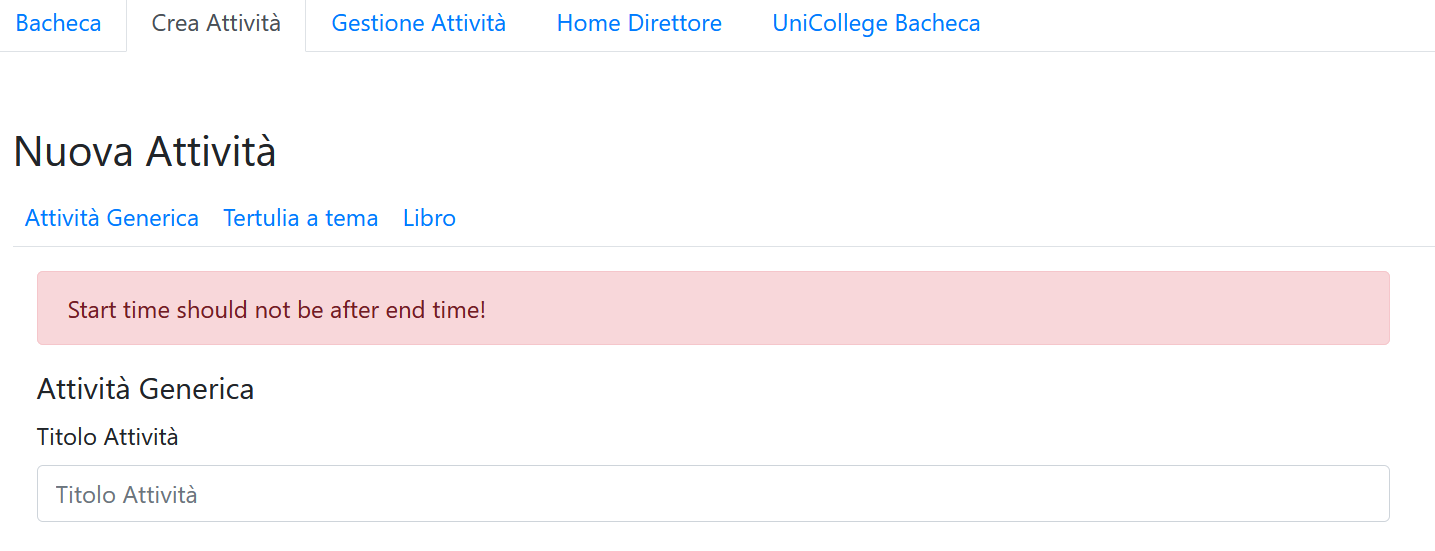 Bacheca Crea Attività Gestione Attività Home Direttore UniCollege Bacheca
Nuova Attività
Attività Generica Tertulia a tema Libro
Start time should not be after end time!
Attività Generica
Titolo Attività
Titolo Attività